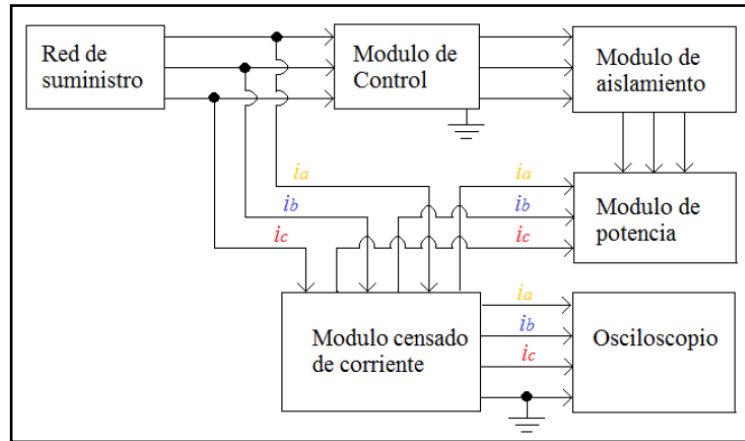 Red de
suministro
Modulo de
Control
Modulo de
aislamiento
ia
ib
ic
ia
ib
ic
Modulo de
potencia
Modulo censado
de corriente
ia
ib
ic
Osciloscopio